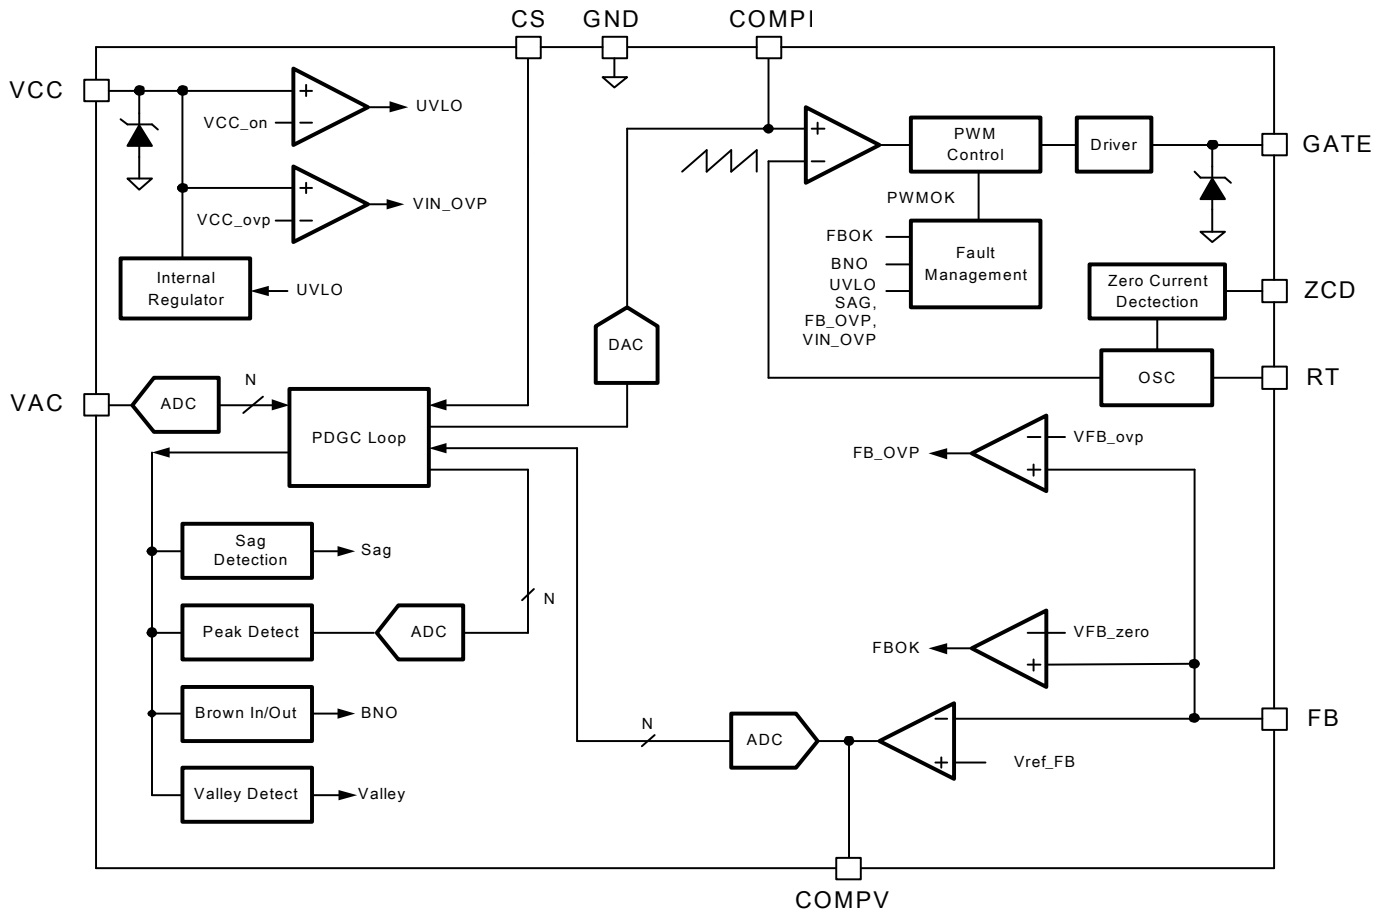 CS
GND
COMPI
VCC
+
−
VCC_on
UVLO
+
−
VCC_ovp
VIN_OVP
Internal
Regulator
UVLO
+
−
PWM
Control
Driver
GATE
PWMOK
FBOK
BNO
UVLO
SAG,
FB_OVP,
VIN_OVP
Fault
Management
Zero Current
Dectection
ZCD
DAC
OSC
RT
VAC
ADC
N
PDGC Loop
FB_OVP
−
+
VFB_ovp
Sag
Detection
Sag
N
Peak Detect
ADC
FBOK
−
+
VFB_zero
Brown In/Out
BNO
N
ADC
−
+
Vref_FB
FB
Valley Detect
Valley
COMPV